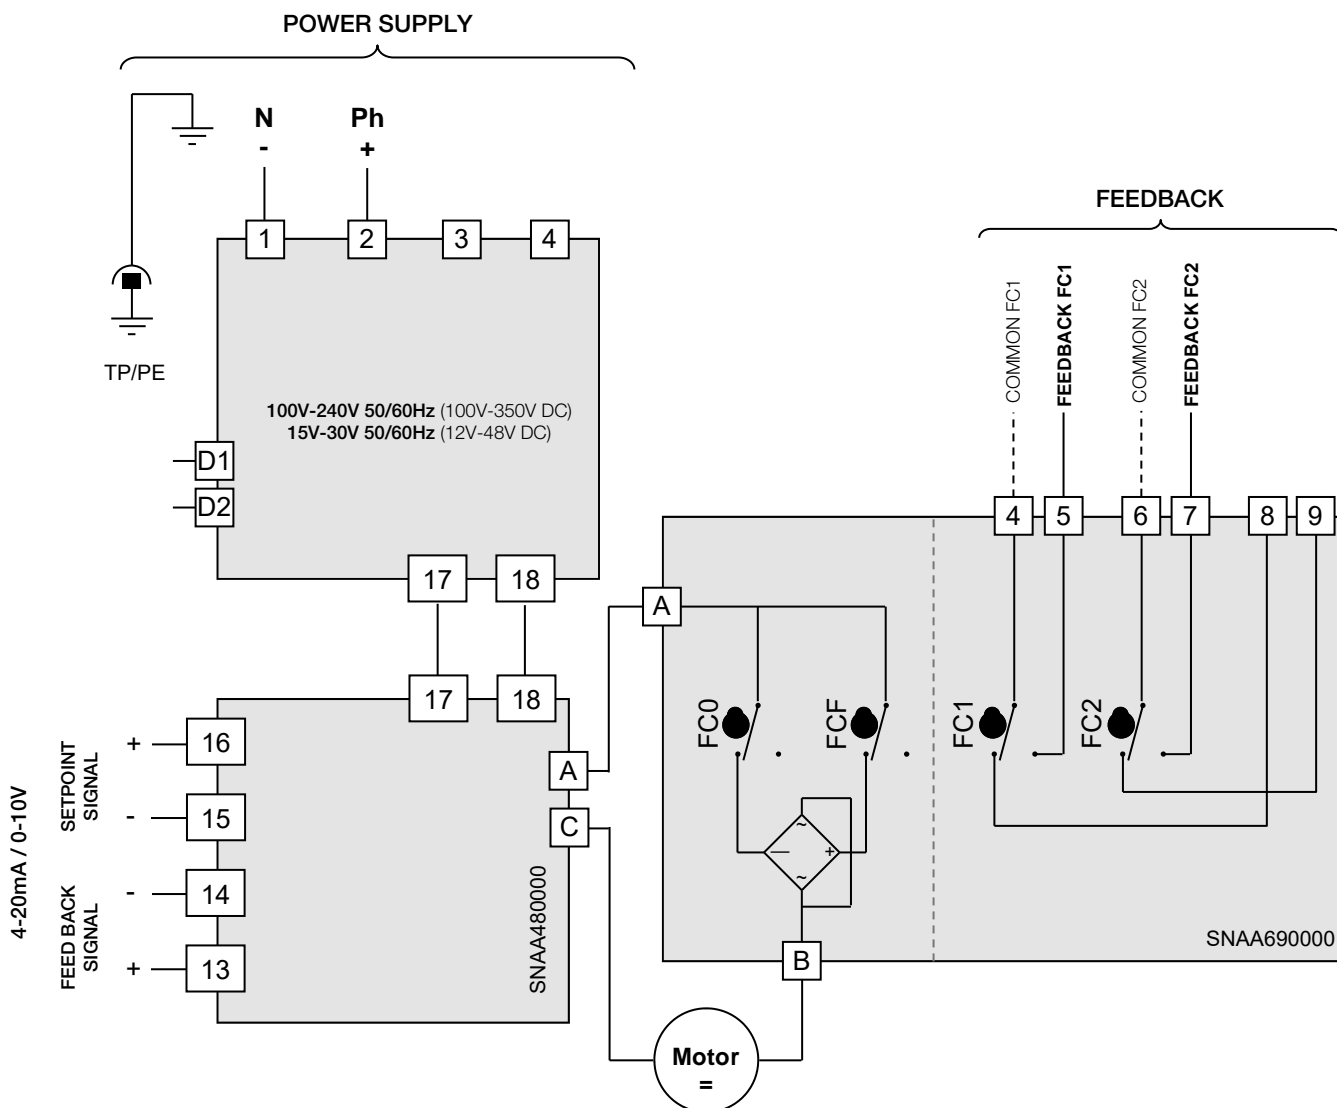 POWER SUPPLY
N
-
Ph
+
1
2
3
4
TP/PE
100V-240V 50/60Hz (100V-350V DC)
15V-30V 50/60Hz (12V-48V DC)
D1
D2
17
18
17
18
4-20mA / 0-10V
SETPOINT
SIGNAL
+
16
-
15
FEED BACK
SIGNAL
-
14
+
13
A
C
SNAA480000
FEEDBACK
COMMON FC1
FEEDBACK FC1
COMMON FC2
FEEDBACK FC2
4
5
6
7
8
9
A
FC0
FCF
FC1
FC2
~
—
+
~
B
SNAA690000
Motor
=